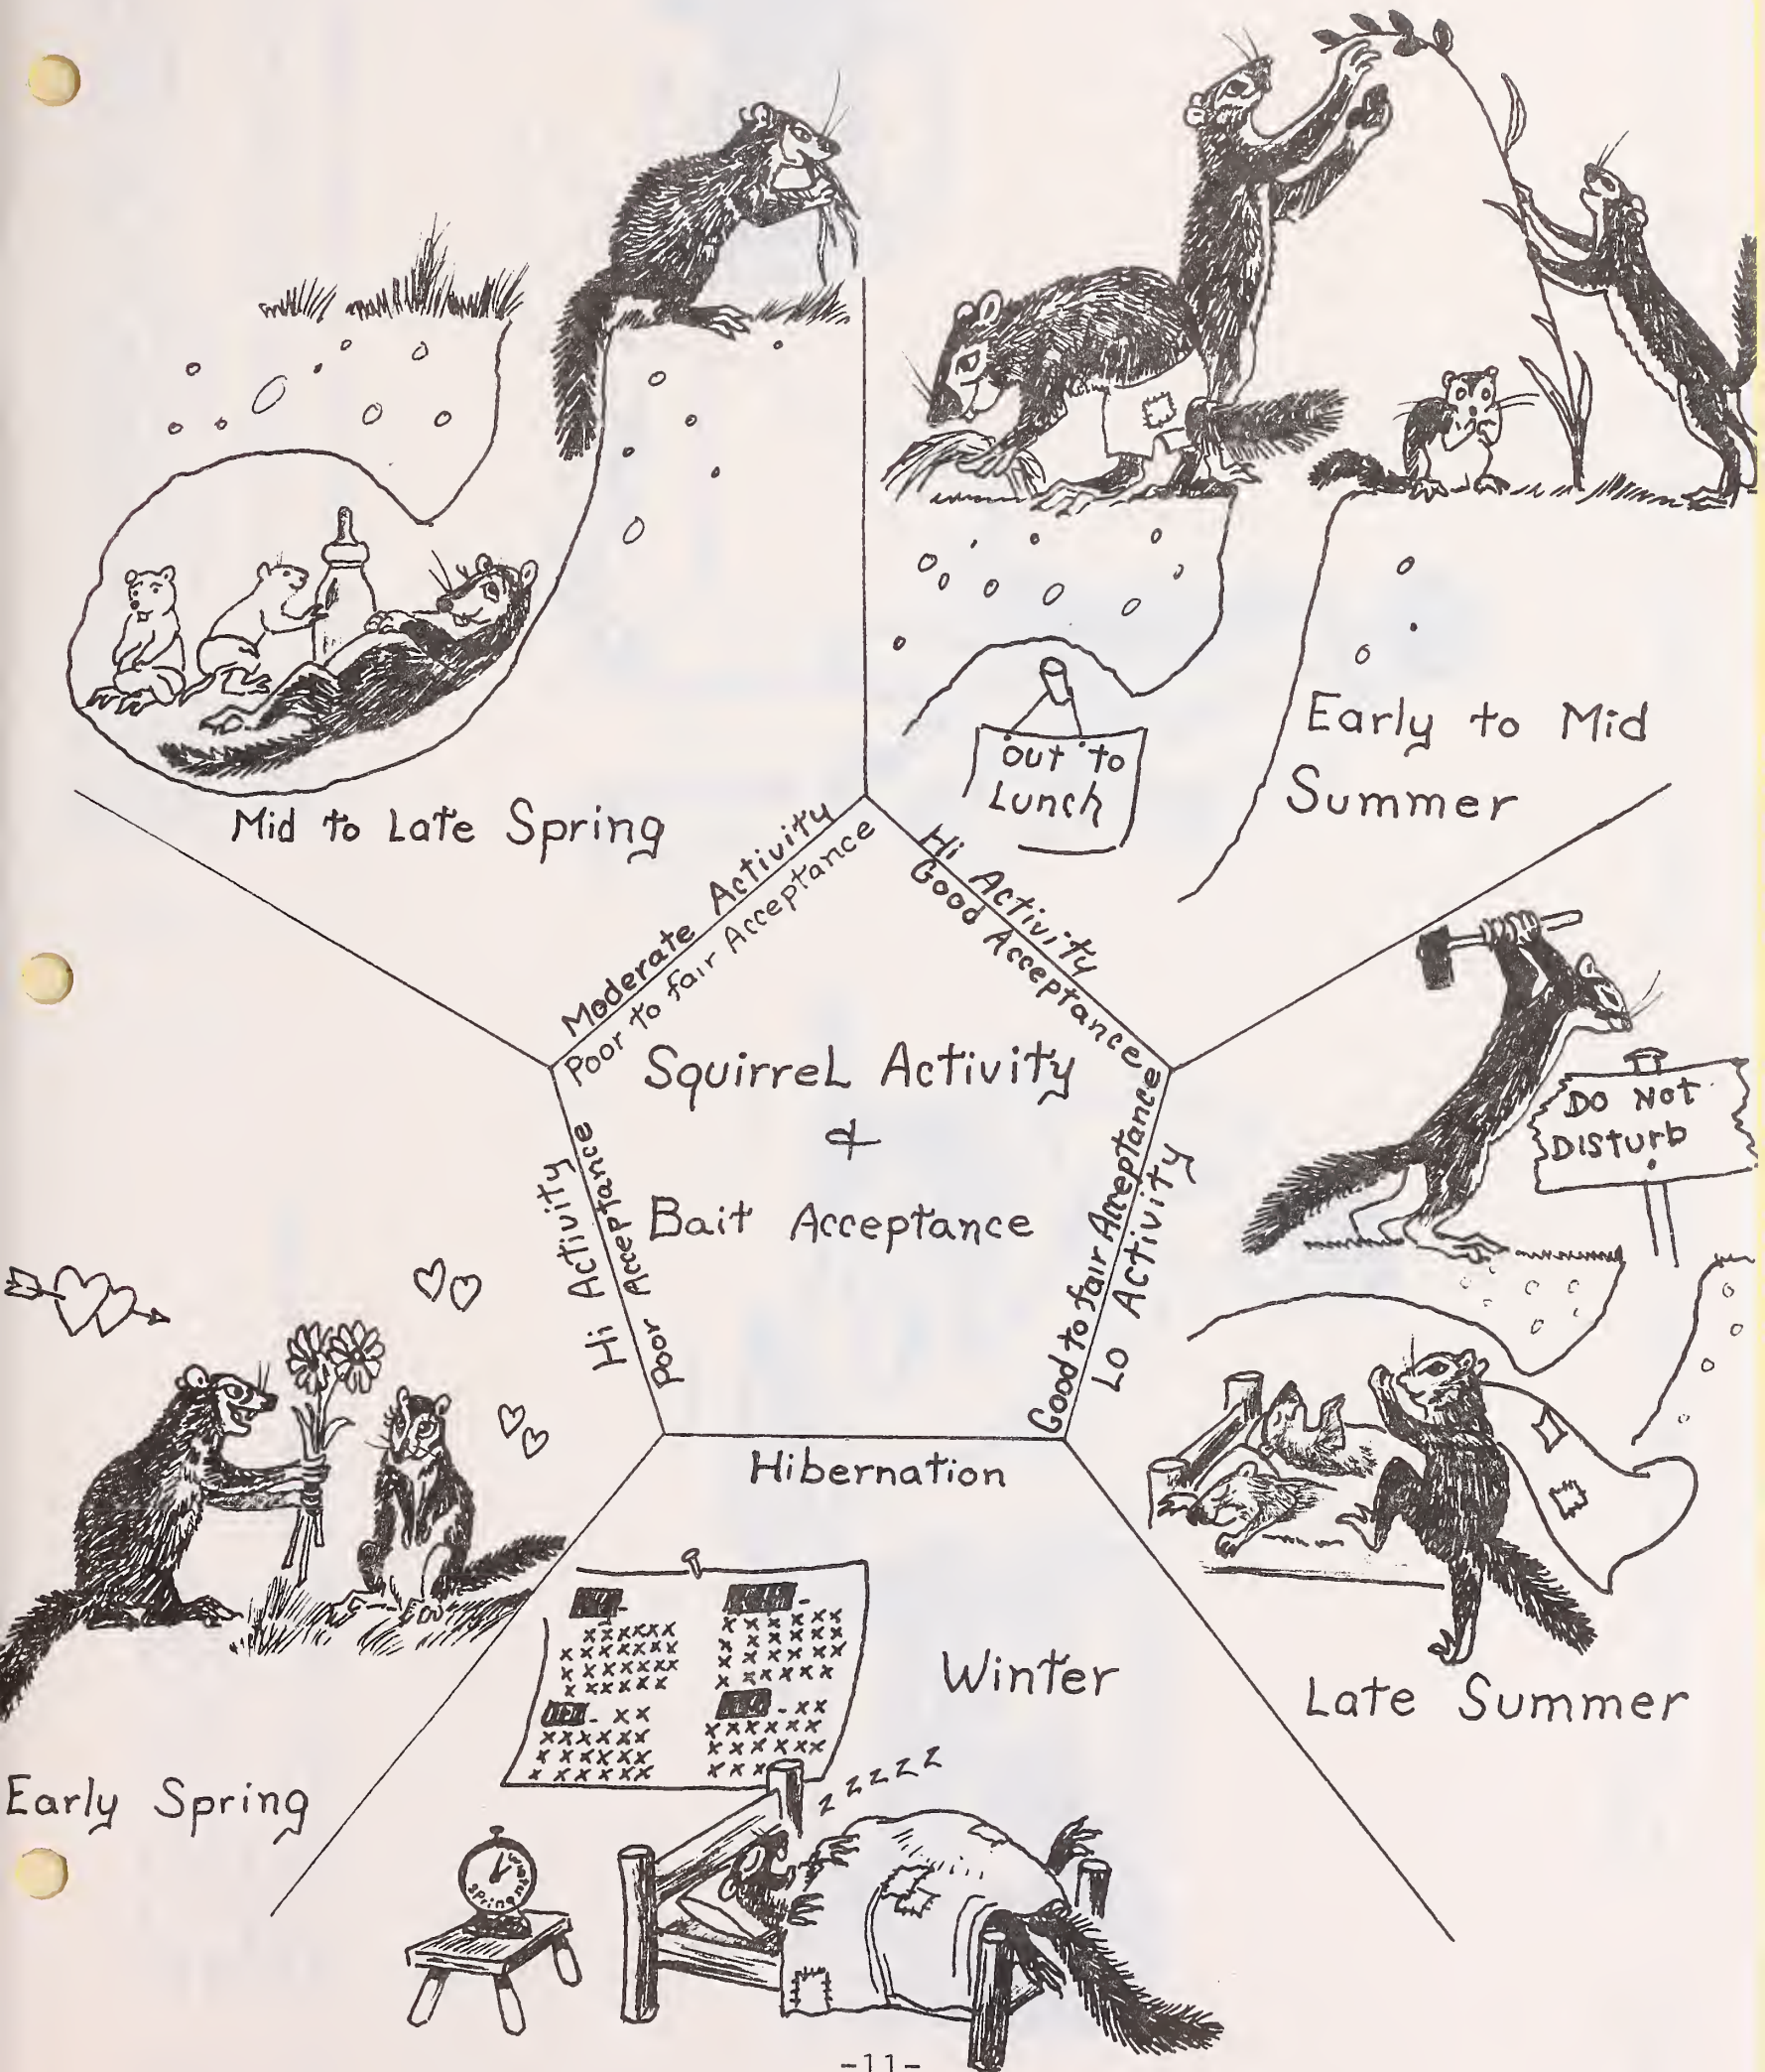 Mid to Late Spring
Moderate Activity
Poor to fair Acceptance
out to
Lunch
Early to Mid
Summer
Hi Activity
Good Acceptance
Squirrel Activity
&
Bait Acceptance
DO NOT
DISTURB
Good to fair Acceptance
Lo Activity
Late Summer
Hi Activity
Poor Acceptance
Early Spring
Hibernation
Winter
zzzzz
Spring
-11-